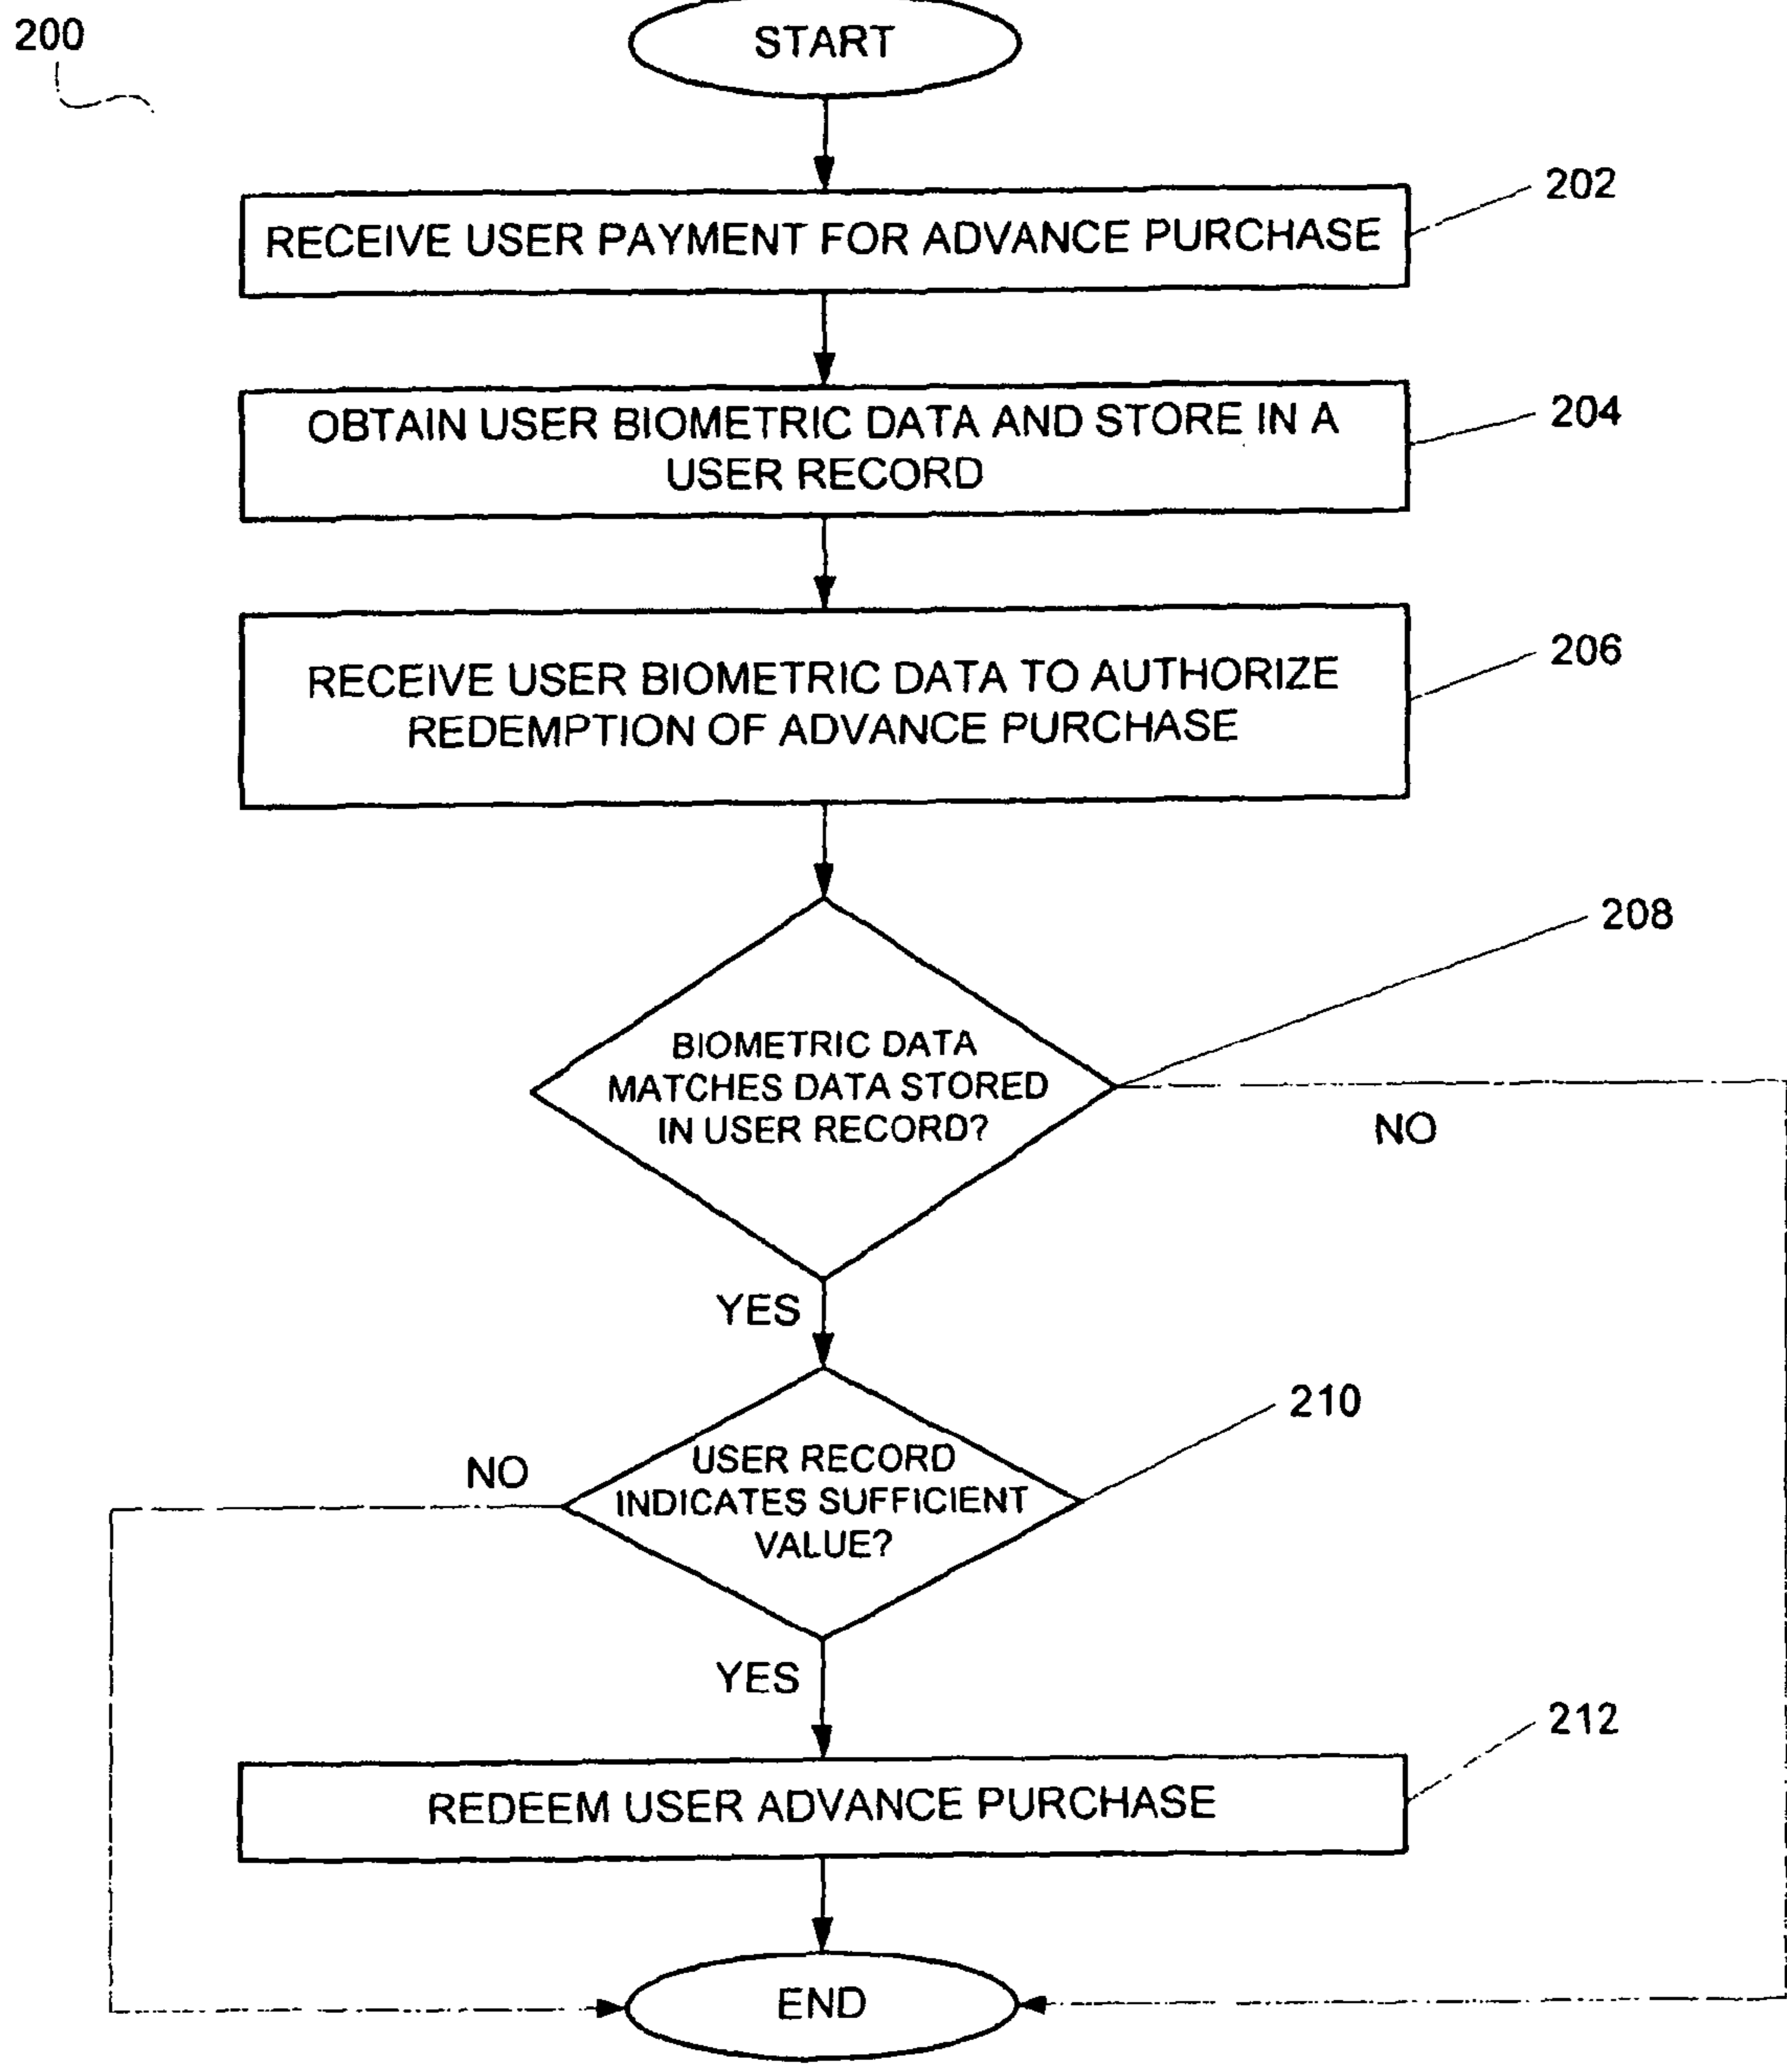 200
START
202
RECEIVE USER PAYMENT FOR ADVANCE PURCHASE
204
OBTAIN USER BIOMETRIC DATA AND STORE IN A
USER RECORD
206
RECEIVE USER BIOMETRIC DATA TO AUTHORIZE
REDEMPTION OF ADVANCE PURCHASE
208
BIOMETRIC DATA
MATCHES DATA STORED
IN USER RECORD?
NO
YES
210
USER RECORD
INDICATES SUFFICIENT
VALUE?
NO
YES
212
REDEEM USER ADVANCE PURCHASE
END